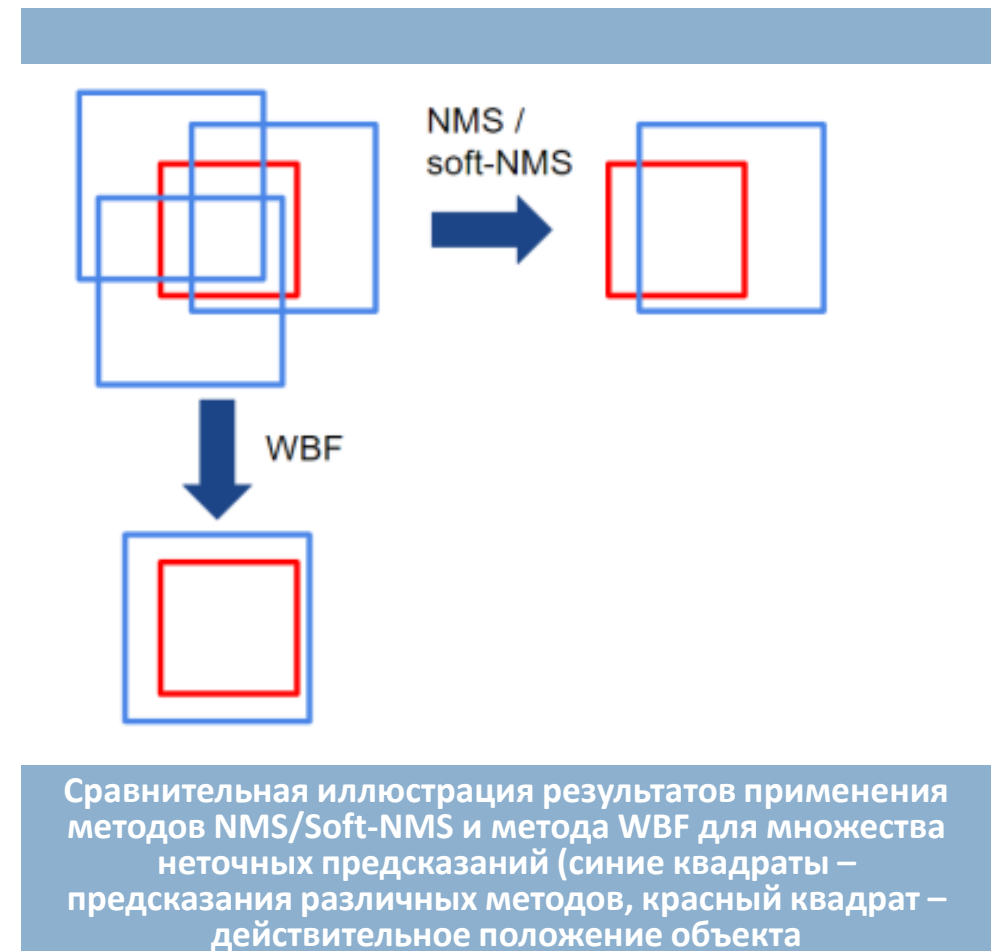 NMS /
soft-NMS
WBF
Сравнительная иллюстрация результатов применения
методов NMS/Soft-NMS и метода WBF для множества
неточных предсказаний (синие квадраты –
предсказания различных методов, красный квадрат –
действительное положение объекта